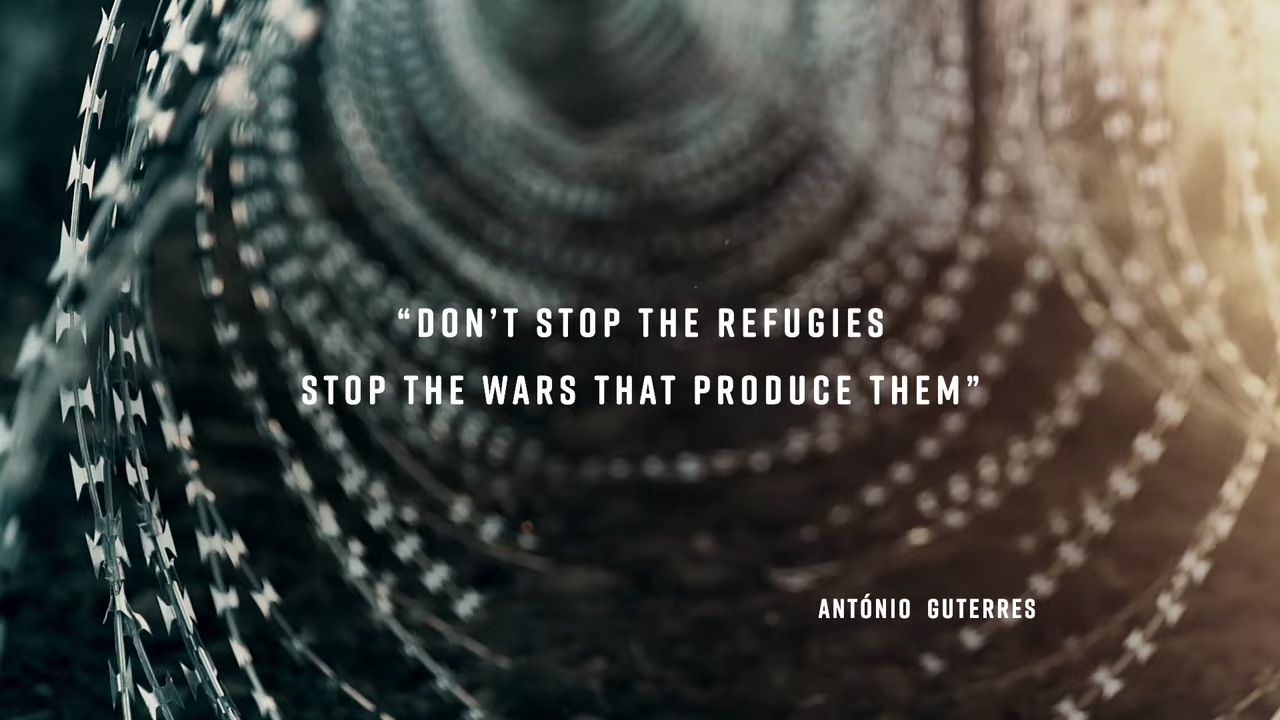 “DON’T STOP THE REFUGIES
STOP THE WARS THAT PRODUCE THEM”
ANTÓNIO GUTERRES